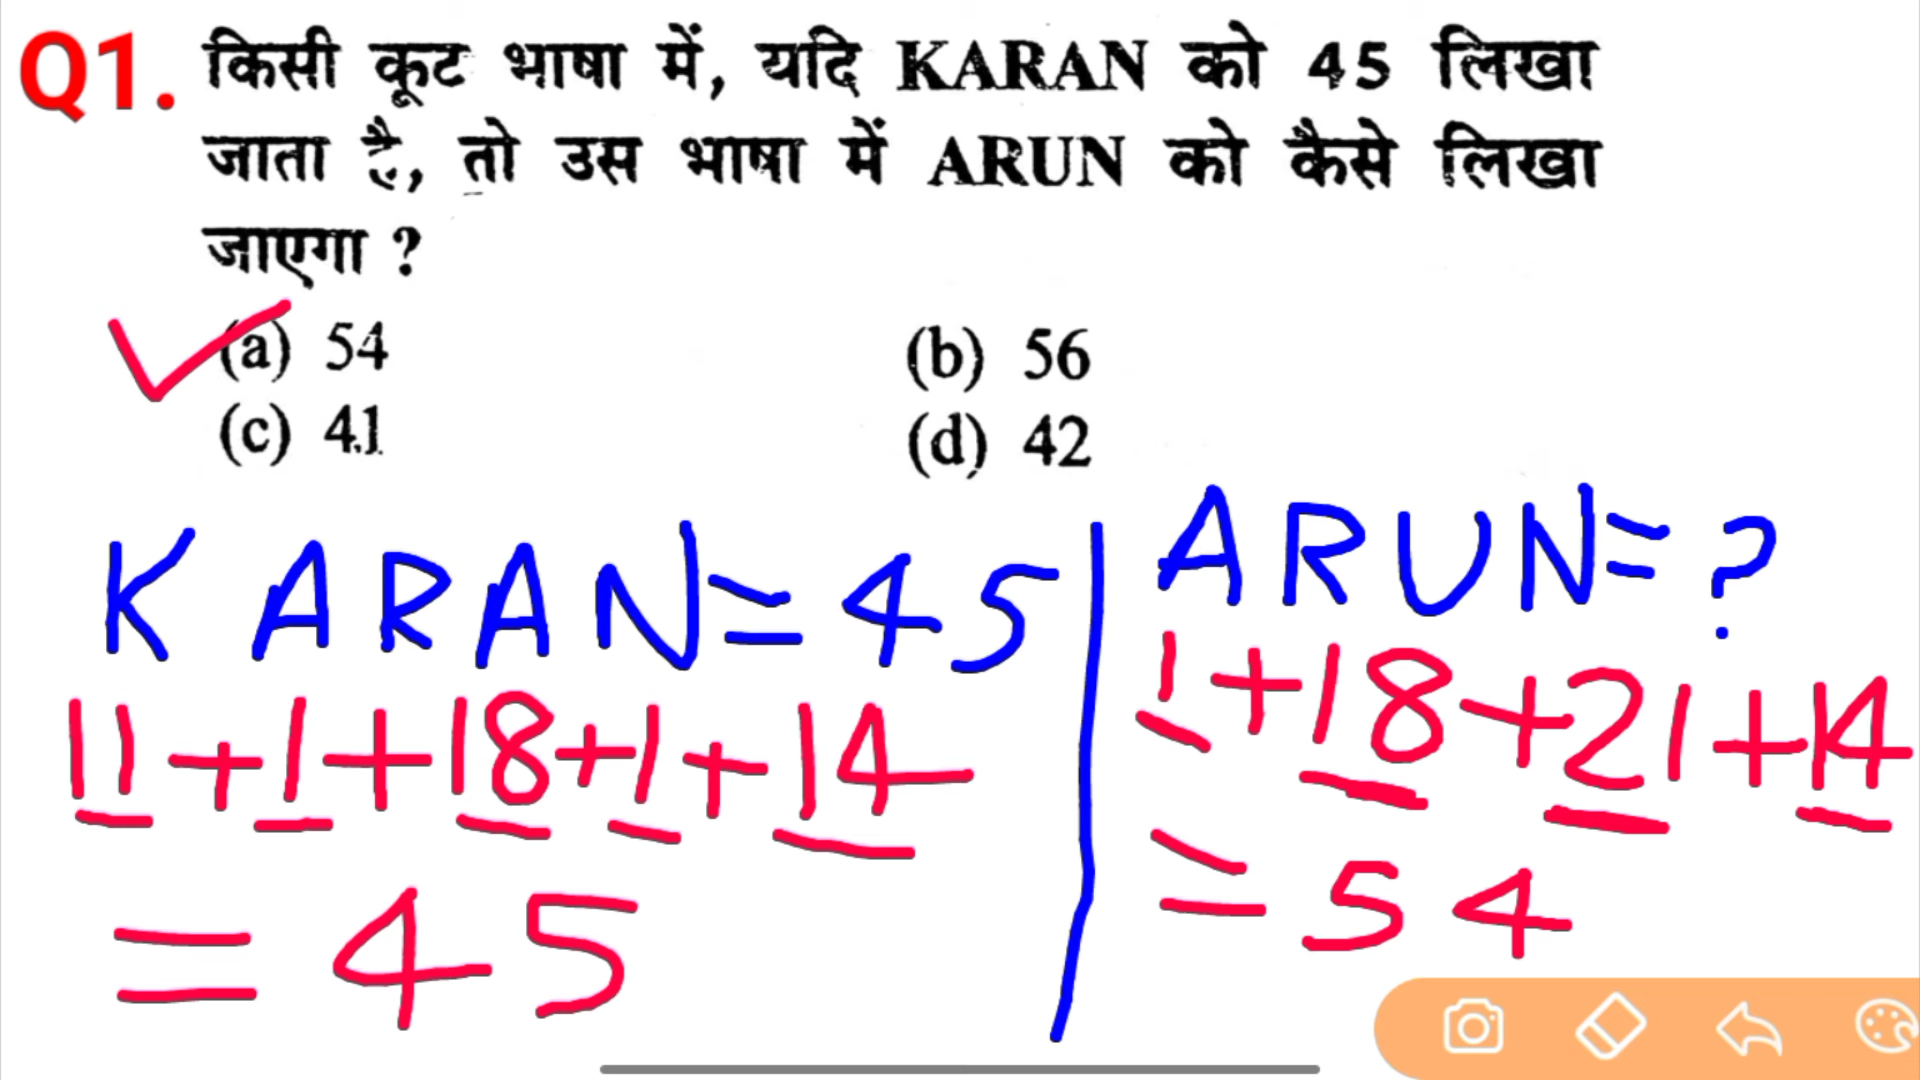 Q1. किसी कूट भाषा में, यदि KARAN को 45 लिखा
जाता है, तो उस भाषा में ARUN को कैसे लिखा
जाएगा ?
(a) 54
(b) 56
(c) 41
(d) 42
KARAN=45
11+1+18+1+14
=45
ARUN=?
1+18+21+14
=54